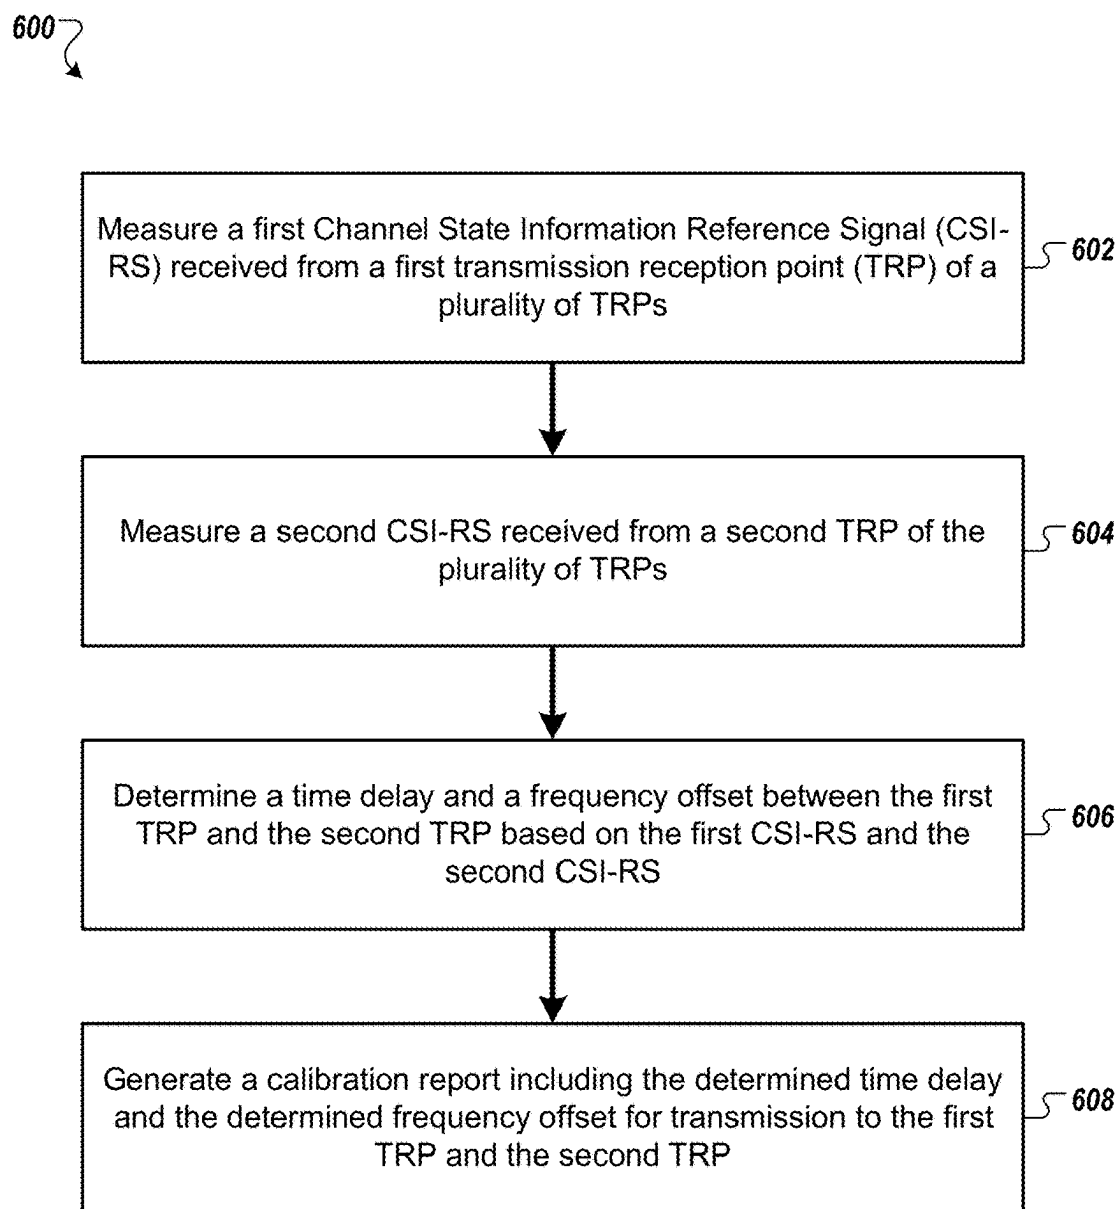 600
Measure a first Channel State Information Reference Signal (CSI-
RS) received from a first transmission reception point (TRP) of a
plurality of TRPs
602
Measure a second CSI-RS received from a second TRP of the
plurality of TRPs
604
Determine a time delay and a frequency offset between the first
TRP and the second TRP based on the first CSI-RS and the
second CSI-RS
606
Generate a calibration report including the determined time delay
and the determined frequency offset for transmission to the first
TRP and the second TRP
608